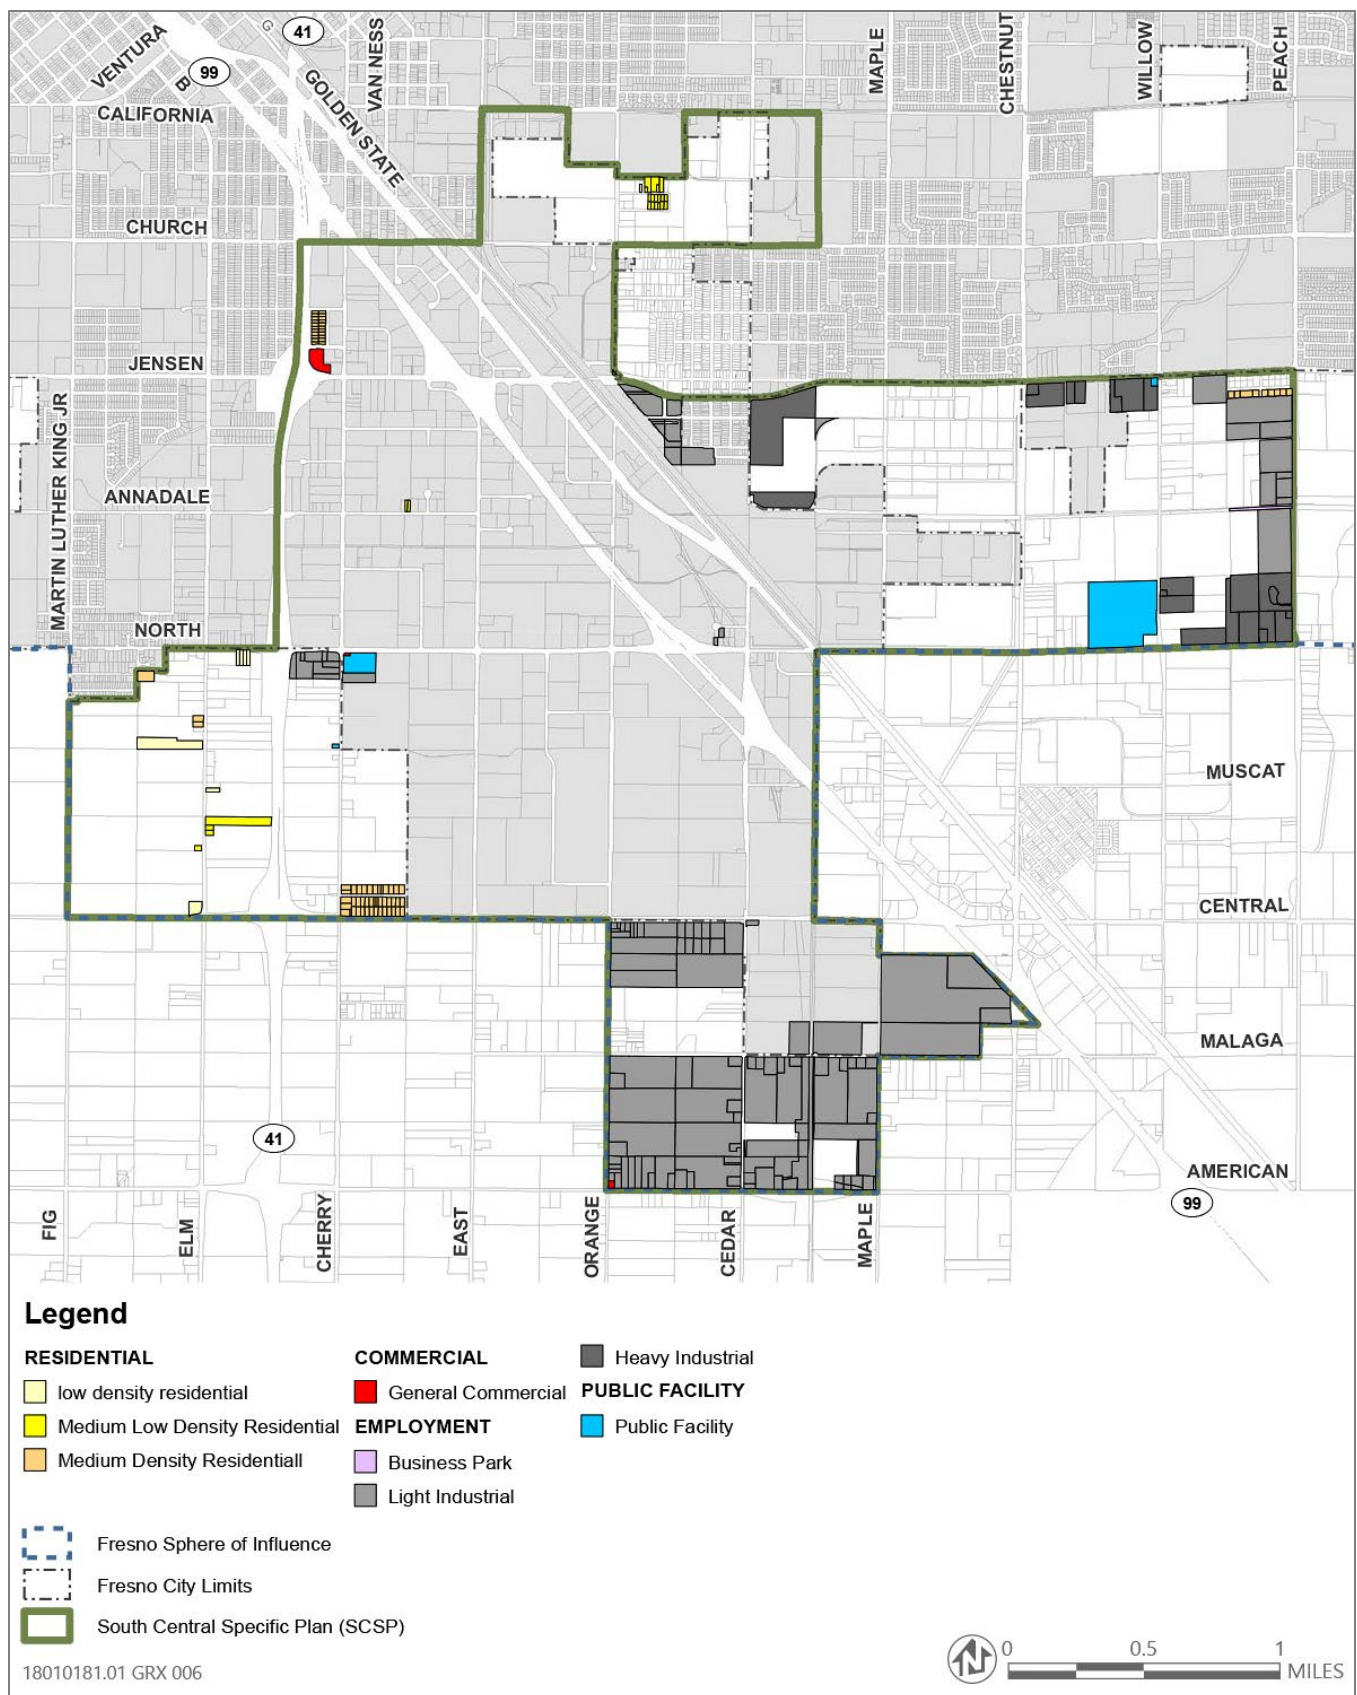 VENTURA
B
99
41
G
GOLDEN STATE
VAN NESS
MAPLE
CHESTNUT
WILLOW
PEACH
CALIFORNIA
CHURCH
JENSEN
MARTIN LUTHER KING JR
ANNADALE
NORTH
MUSCAT
CENTRAL
MALAGA
41
AMERICAN
99
FIG
ELM
CHERRY
EAST
ORANGE
CEDAR
MAPLE
Legend
RESIDENTIAL
low density residential
Medium Low Density Residential
Medium Density Residentiall
COMMERCIAL
General Commercial
EMPLOYMENT
Business Park
Light Industrial
Heavy Industrial
PUBLIC FACILITY
Public Facility
Fresno Sphere of Influence
Fresno City Limits
South Central Specific Plan (SCSP)
18010181.01 GRX 006
N
0 0.5 1
MILES